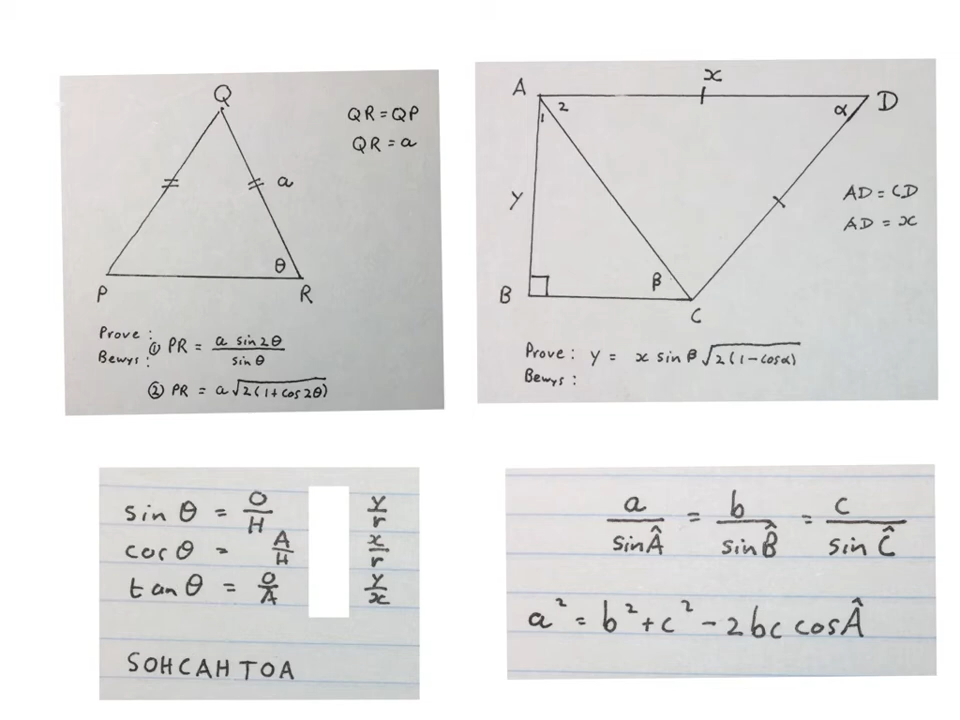 Q
QR = QP
QR = a
a
θ
P
R
Prove :
Bewys :
① PR = a sin 2θ / sin θ
② PR = a√2(1 + cos 2θ)
A
x
D
1
2
α
y
AD = CD
AD = x
B
β
C
Prove : y = x sin β √2(1 - cos α)
Bewys :
sin θ = O/H y/r
cos θ = A/H x/r
tan θ = O/A y/x
SOHCAHTOA
a/sin Â = b/sin B̂ = c/sin Ĉ
a² = b² + c² - 2bc cos Â